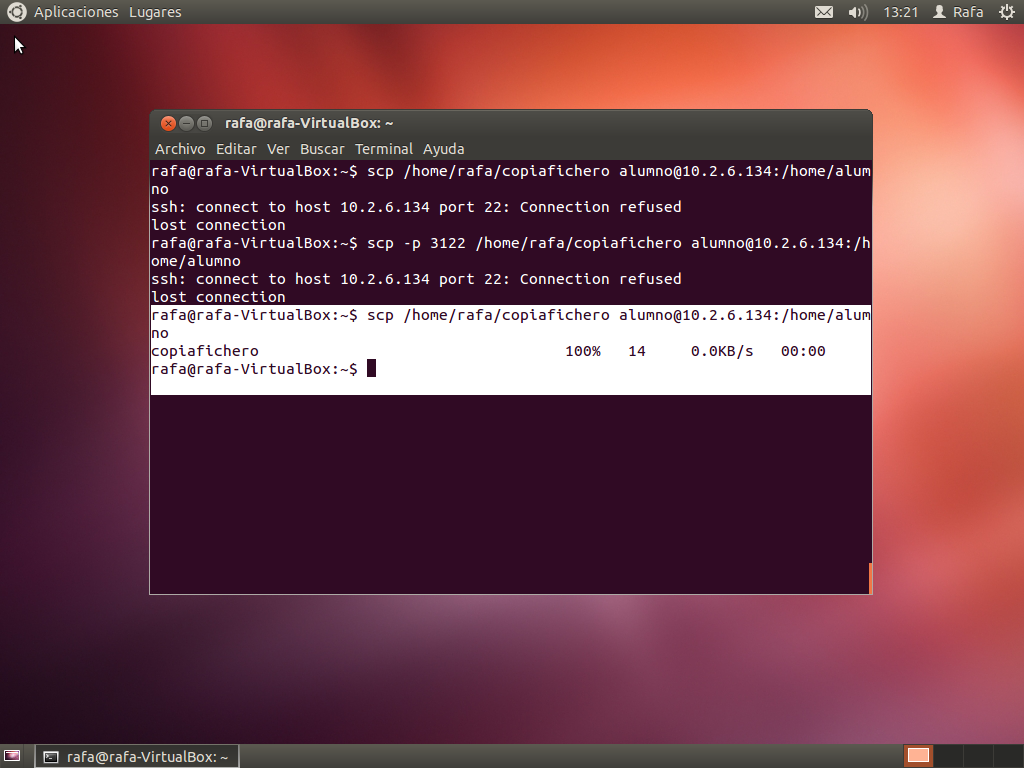 Aplicaciones Lugares 13:21 Rafa
rafa@rafa-VirtualBox: ~
Archivo Editar Ver Buscar Terminal Ayuda
rafa@rafa-VirtualBox:~$ scp /home/rafa/copiafichero alumno@10.2.6.134:/home/alum
no
ssh: connect to host 10.2.6.134 port 22: Connection refused
lost connection
rafa@rafa-VirtualBox:~$ scp -p 3122 /home/rafa/copiafichero alumno@10.2.6.134:/h
ome/alumno
ssh: connect to host 10.2.6.134 port 22: Connection refused
lost connection
rafa@rafa-VirtualBox:~$ scp /home/rafa/copiafichero alumno@10.2.6.134:/home/alum
no
copiafichero 100% 14 0.0KB/s 00:00
rafa@rafa-VirtualBox:~$
rafa@rafa-VirtualBox: ~